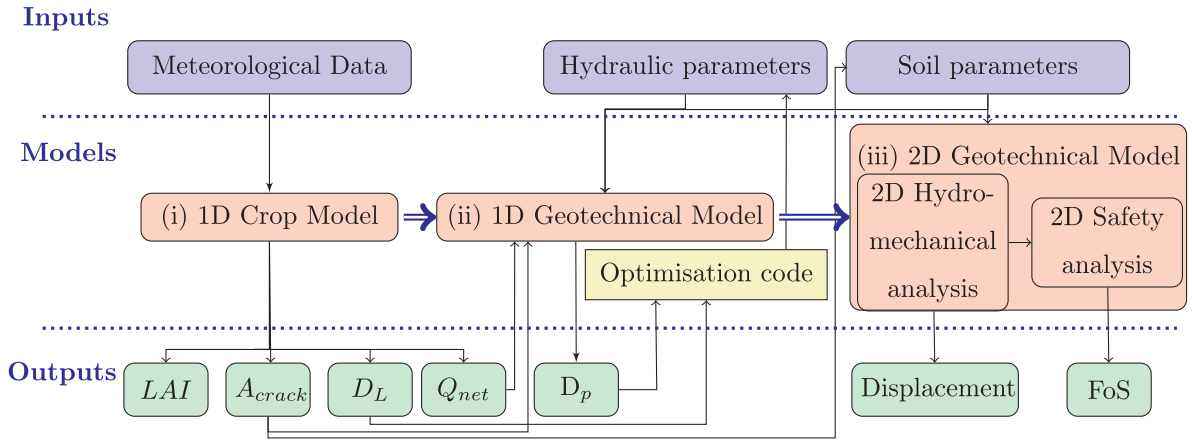 Inputs
Meteorological Data
Hydraulic parameters
Soil parameters
Models
(i) 1D Crop Model
(ii) 1D Geotechnical Model
(iii) 2D Geotechnical Model
2D Hydro-
mechanical
analysis
2D Safety
analysis
Optimisation code
Outputs
LAI
A_crack
D_L
Q_net
D_p
Displacement
FoS